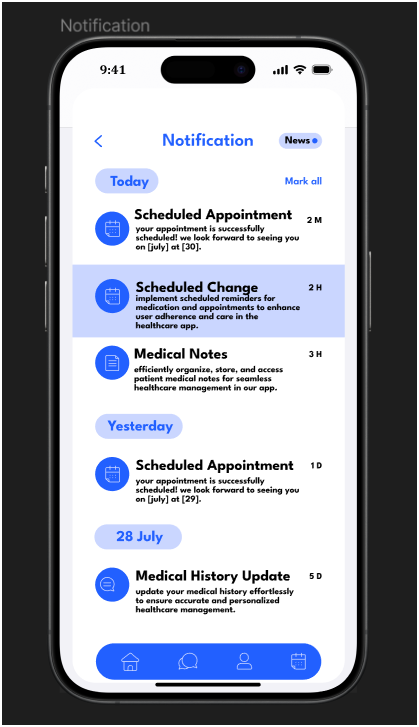 Notification
9:41
Notification
News
Today
Mark all
Scheduled Appointment
2 M
your appointment is successfully
scheduled! we look forward to seeing you
on [july] at [30].
Scheduled Change
2 H
implement scheduled reminders for
medication and appointments to enhance
user adherence and care in the
healthcare app.
Medical Notes
3 H
efficiently organize, store, and access
patient medical notes for seamless
healthcare management in our app.
Yesterday
Scheduled Appointment
1 D
your appointment is successfully
scheduled! we look forward to seeing you
on [july] at [29].
28 July
Medical History Update
5 D
update your medical history effortlessly
to ensure accurate and personalized
healthcare management.